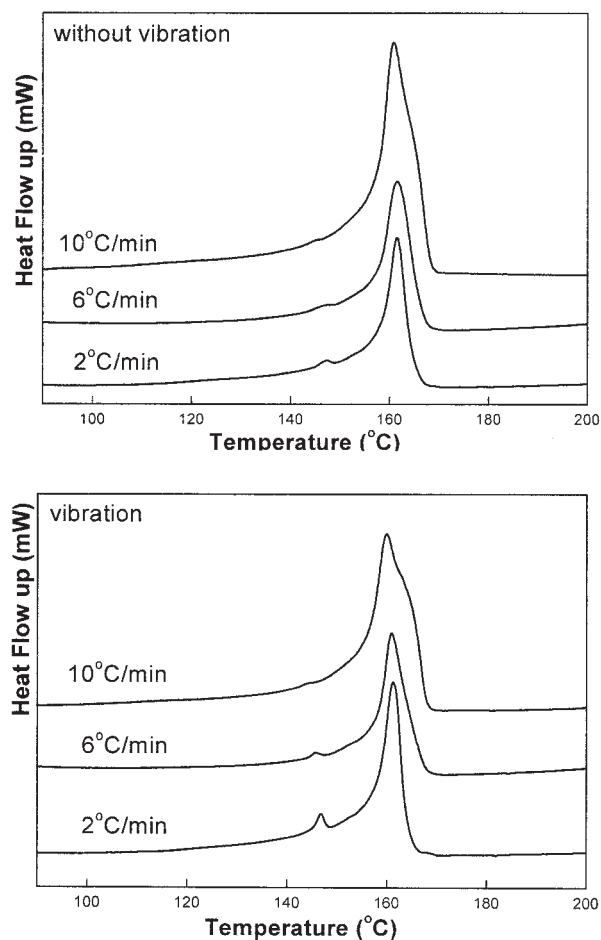 without vibration
Heat Flow up (mW)
10°C/min
6°C/min
2°C/min
100 120 140 160 180 200
Temperature (°C)
vibration
Heat Flow up (mW)
10°C/min
6°C/min
2°C/min
100 120 140 160 180 200
Temperature (°C)